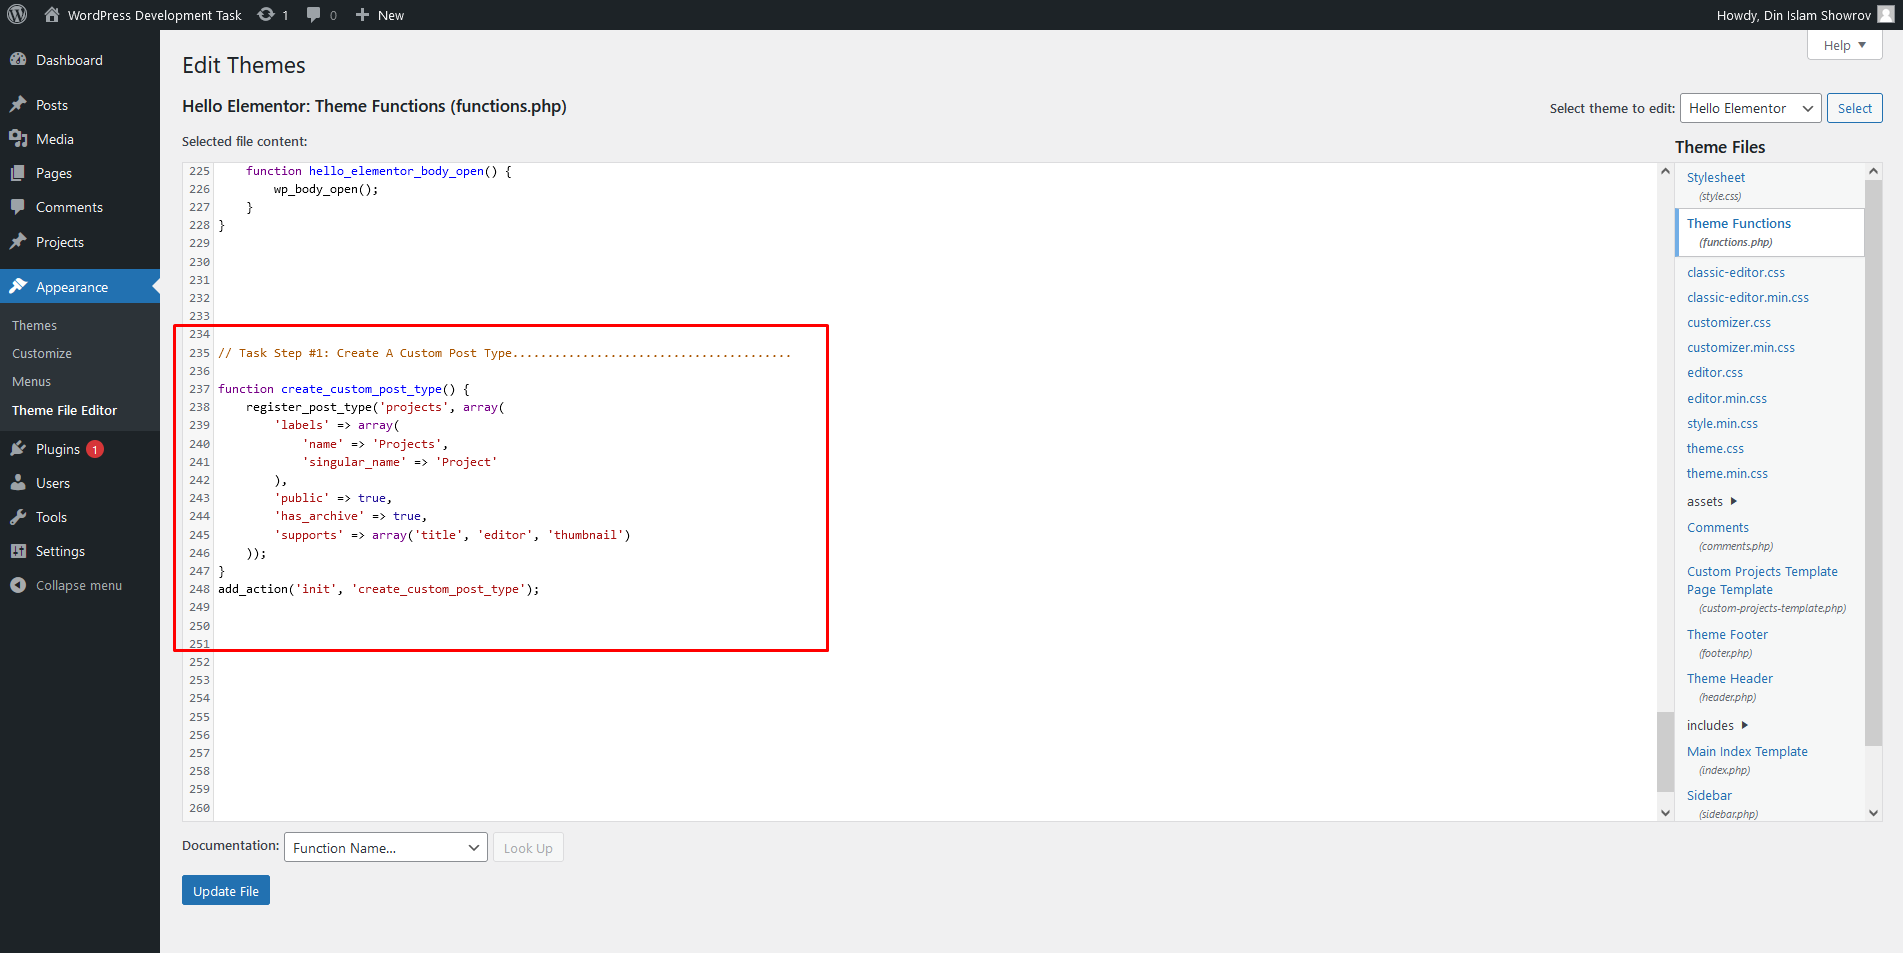 WordPress Development Task 1 0 New Howdy, Din Islam Showrov
Help
Dashboard
Posts
Media
Pages
Comments
Projects
Appearance
Themes
Customize
Menus
Theme File Editor
Plugins 1
Users
Tools
Settings
Collapse menu
Edit Themes
Hello Elementor: Theme Functions (functions.php)
Select theme to edit: Hello Elementor Select
Selected file content:
225 function hello_elementor_body_open() {
226 wp_body_open();
227 }
228 }
229
230
231
232
233
234
235 // Task Step #1: Create A Custom Post Type........................................
236
237 function create_custom_post_type() {
238 register_post_type('projects', array(
239 'labels' => array(
240 'name' => 'Projects',
241 'singular_name' => 'Project'
242 ),
243 'public' => true,
244 'has_archive' => true,
245 'supports' => array('title', 'editor', 'thumbnail')
246 ));
247 }
248 add_action('init', 'create_custom_post_type');
249
250
251
252
253
254
255
256
257
258
259
260
Theme Files
Stylesheet
(style.css)
Theme Functions
(functions.php)
classic-editor.css
classic-editor.min.css
customizer.css
customizer.min.css
editor.css
editor.min.css
style.min.css
theme.css
theme.min.css
assets
Comments
(comments.php)
Custom Projects Template
Page Template
(custom-projects-template.php)
Theme Footer
(footer.php)
Theme Header
(header.php)
includes
Main Index Template
(index.php)
Sidebar
(sidebar.php)
Documentation: Function Name... Look Up
Update File